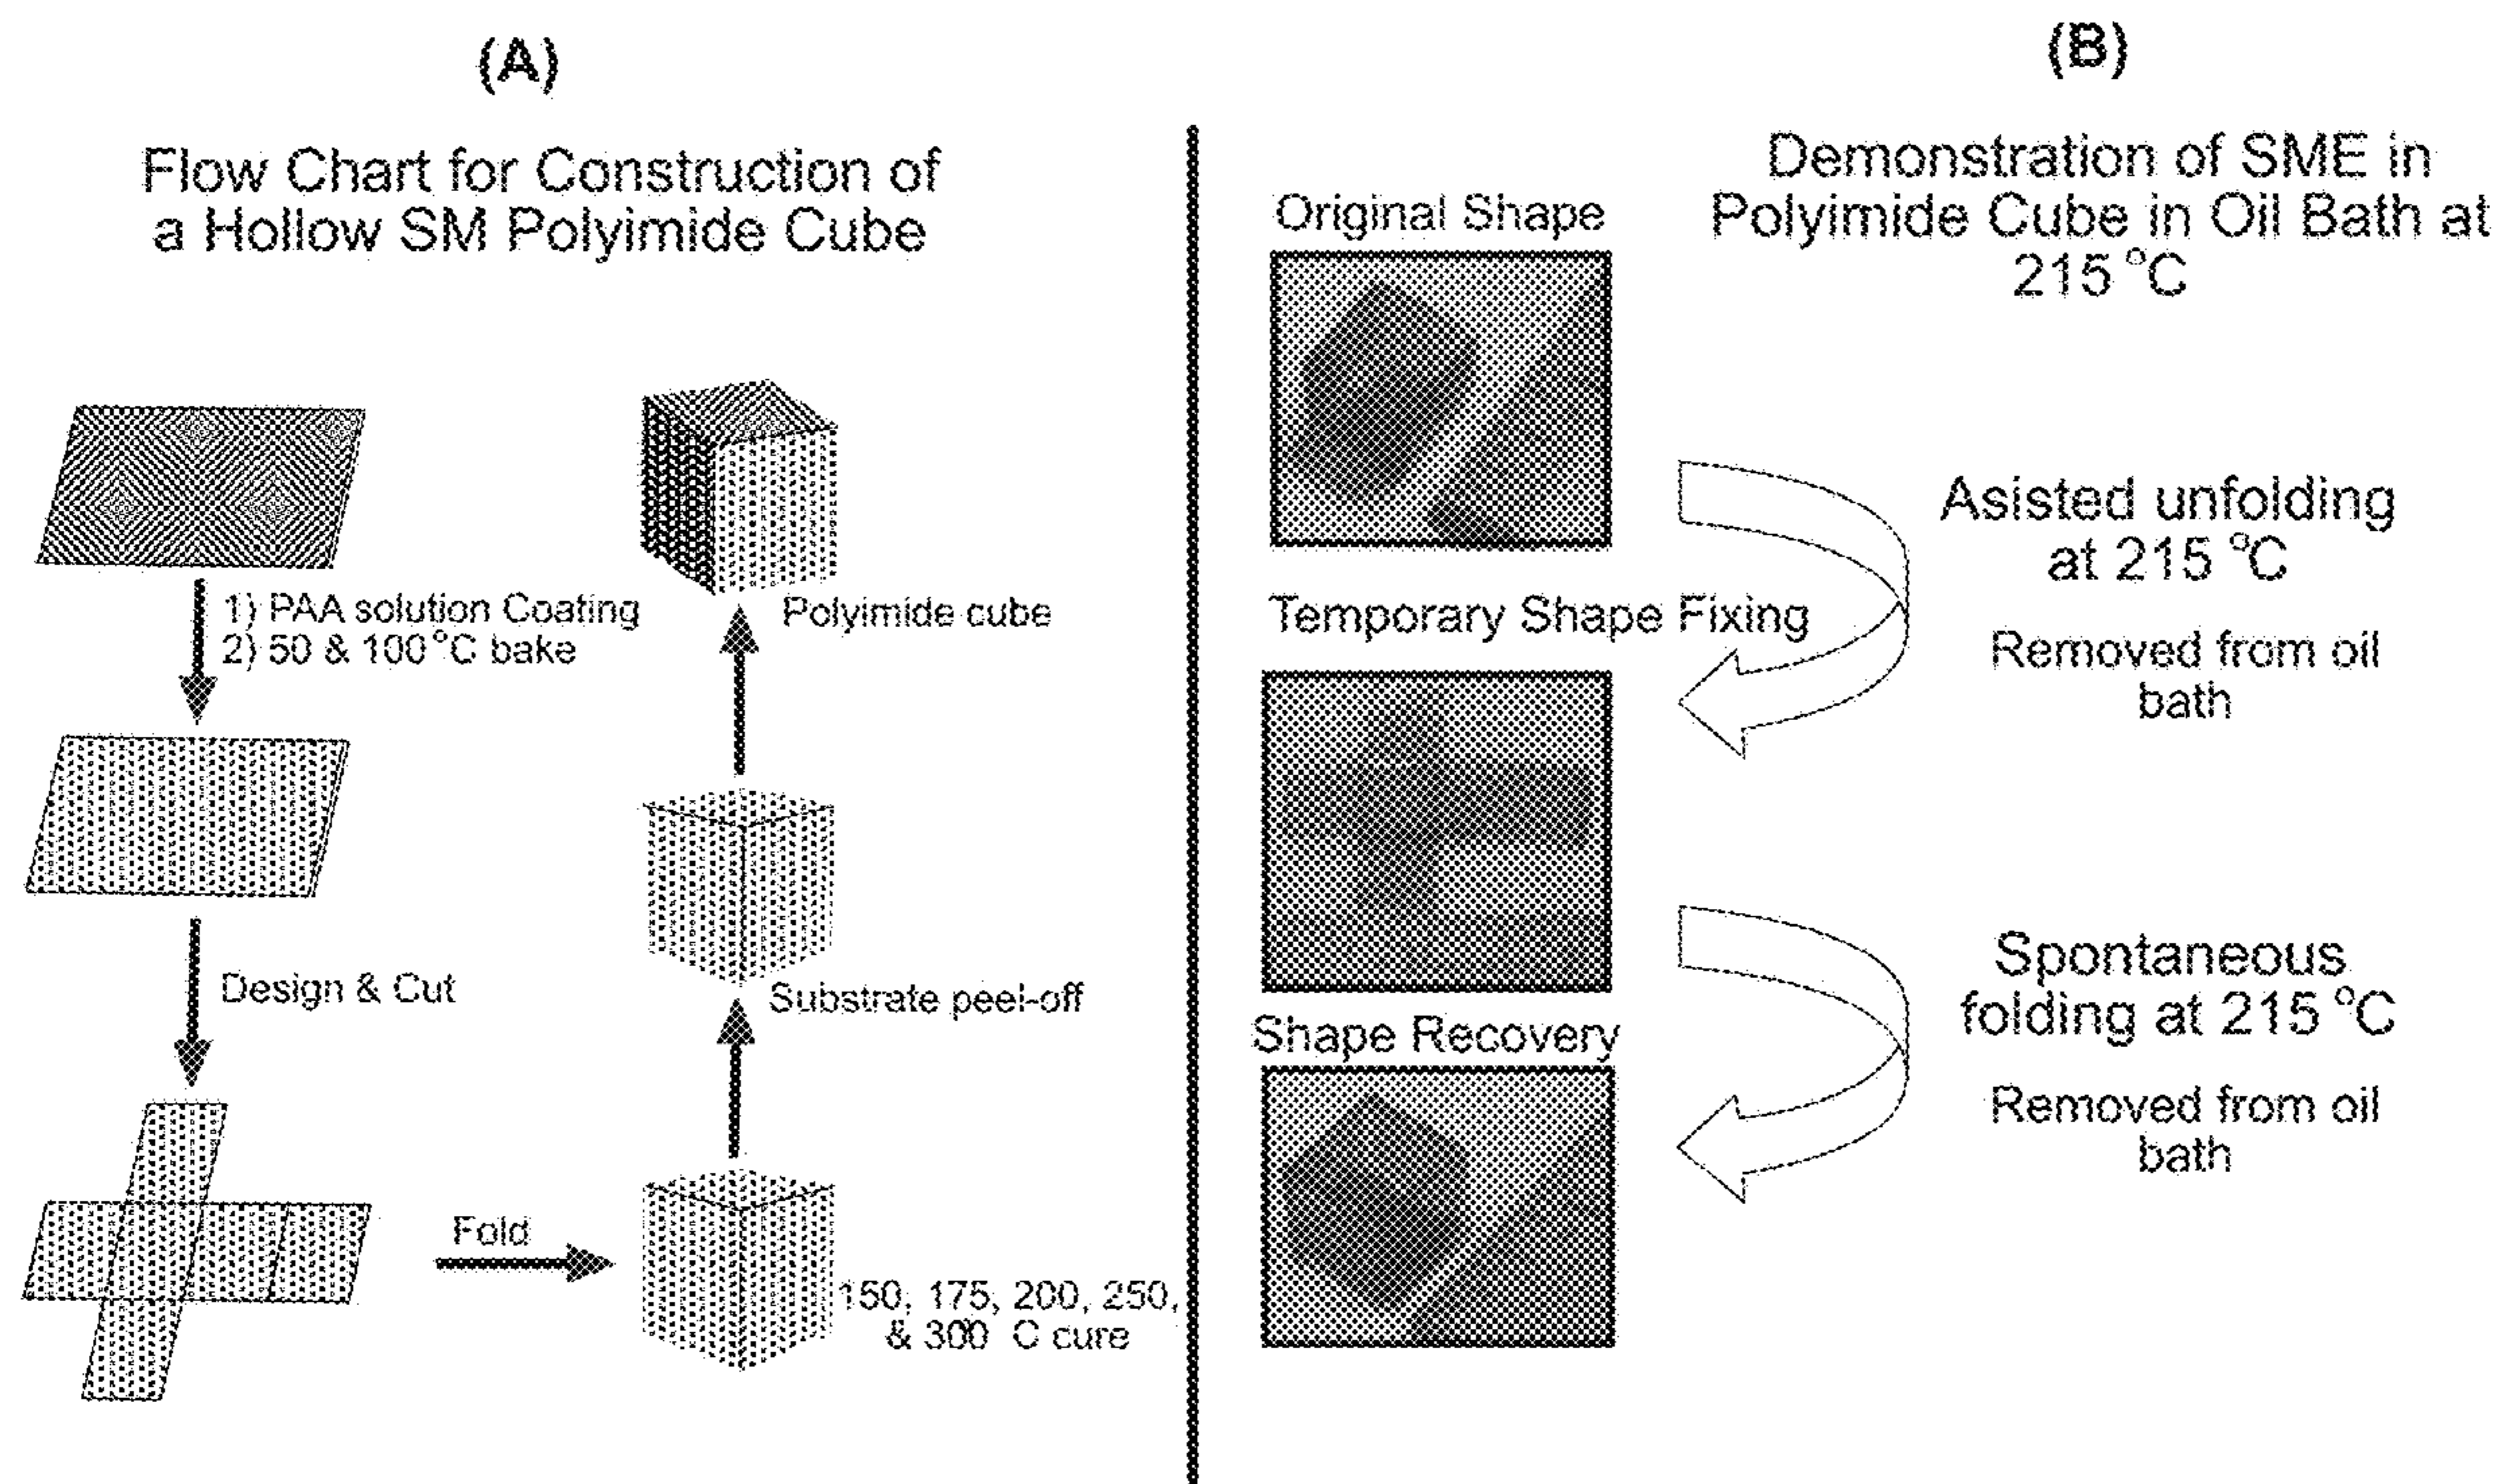 (A)
Flow Chart for Construction of
a Hollow SM Polyimide Cube
1) PAA solution Coating
2) 50 & 100 °C bake
Design & Cut
Fold
150, 175, 200, 250,
& 300 °C cure
Substrate peel-off
Polyimide cube
(B)
Demonstration of SME in
Polyimide Cube in Oil Bath at
215 °C
Original Shape
Asisted unfolding
at 215 °C
Removed from oil
bath
Temporary Shape Fixing
Spontaneous
folding at 215 °C
Removed from oil
bath
Shape Recovery